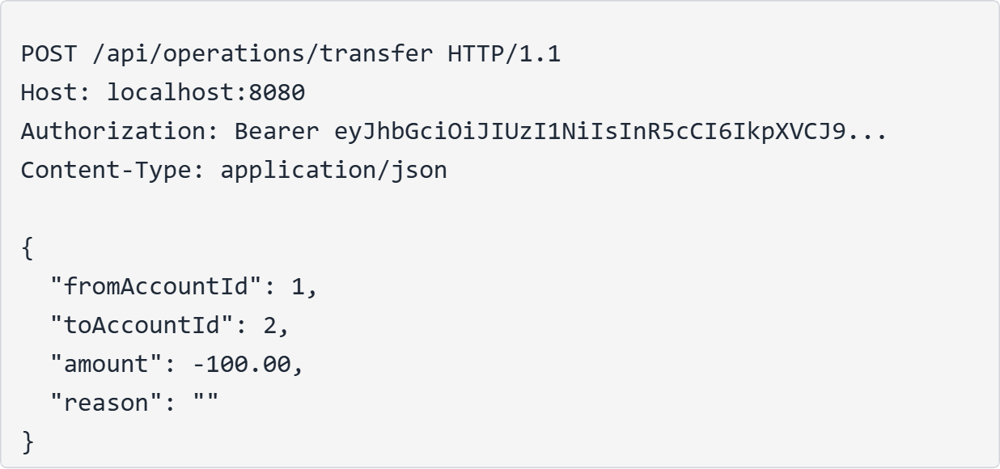 POST /api/operations/transfer HTTP/1.1
Host: localhost:8080
Authorization: Bearer eyJhbGciOiJIUzI1NiIsInR5cCI6IkpXVCJ9...
Content-Type: application/json

{
  "fromAccountId": 1,
  "toAccountId": 2,
  "amount": -100.00,
  "reason": ""
}